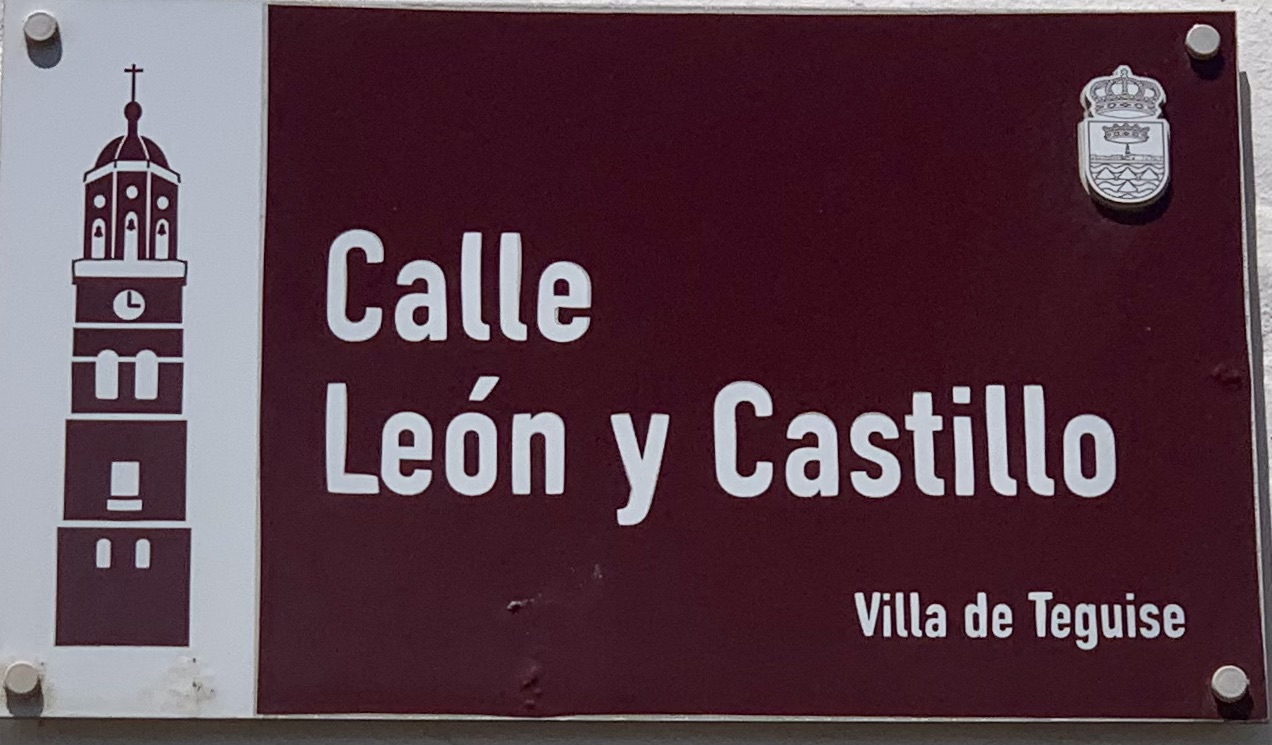 Calle
León y Castillo
Villa de Teguise